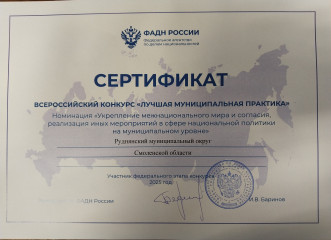 ФАДН РОССИИ
Федеральное агентство
по делам национальностей
СЕРТИФИКАТ
ВСЕРОССИЙСКИЙ КОНКУРС «ЛУЧШАЯ МУНИЦИПАЛЬНАЯ ПРАКТИКА»
Номинация «Укрепление межнационального мира и согласия,
реализация иных мероприятий в сфере национальной политики
на муниципальном уровне»
Руднянский муниципальный округ
Смоленской области
Участник федерального этапа конкурса
2025 год
ФАДН России
И.В. Баринов